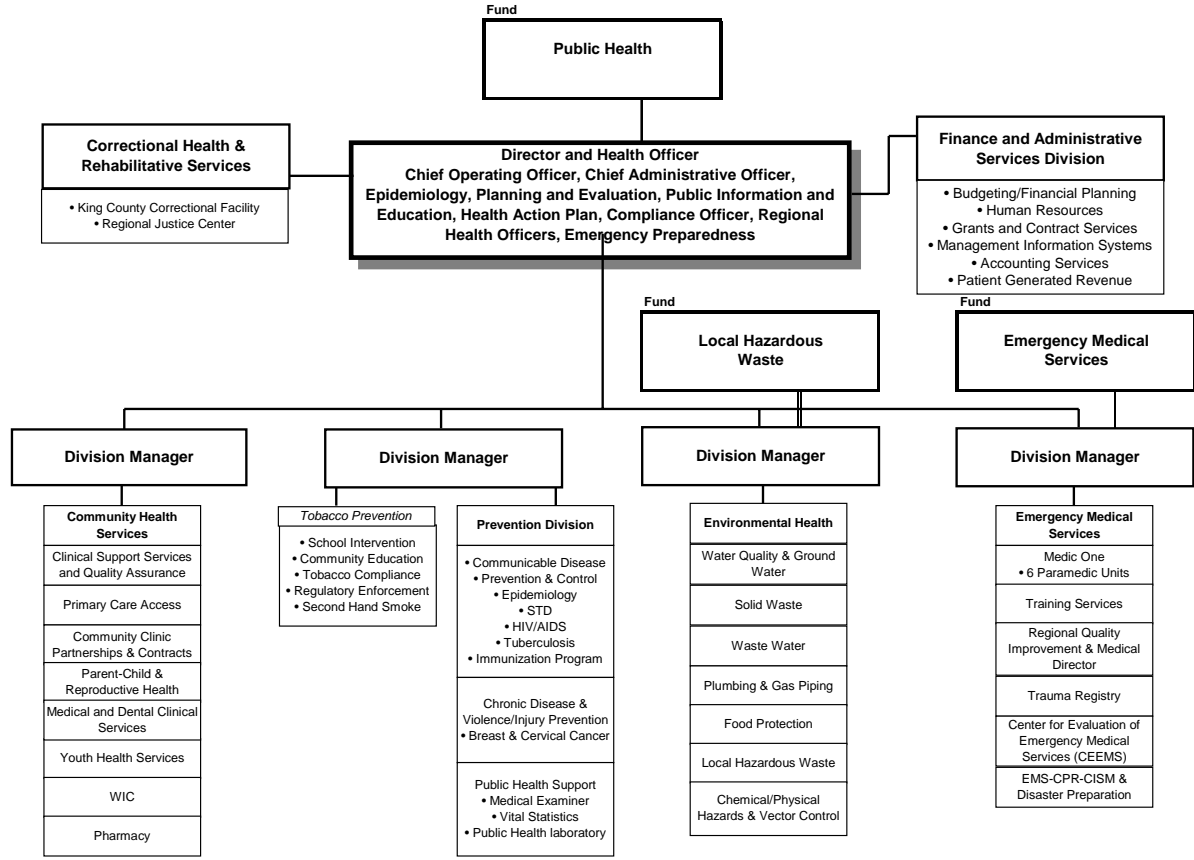 Fund
Public Health
Correctional Health &
Rehabilitative Services
• King County Correctional Facility
• Regional Justice Center
Director and Health Officer
Chief Operating Officer, Chief Administrative Officer,
Epidemiology, Planning and Evaluation, Public Information and
Education, Health Action Plan, Compliance Officer, Regional
Health Officers, Emergency Preparedness
Finance and Administrative
Services Division
• Budgeting/Financial Planning
• Human Resources
• Grants and Contract Services
• Management Information Systems
• Accounting Services
• Patient Generated Revenue
Fund
Local Hazardous
Waste
Fund
Emergency Medical
Services
Division Manager
Division Manager
Division Manager
Division Manager
Community Health
Services
Clinical Support Services
and Quality Assurance
Primary Care Access
Community Clinic
Partnerships & Contracts
Parent-Child &
Reproductive Health
Medical and Dental Clinical
Services
Youth Health Services
WIC
Pharmacy
Tobacco Prevention
• School Intervention
• Community Education
• Tobacco Compliance
• Regulatory Enforcement
• Second Hand Smoke
Prevention Division
• Communicable Disease
• Prevention & Control
• Epidemiology
• STD
• HIV/AIDS
• Tuberculosis
• Immunization Program
Chronic Disease &
Violence/Injury Prevention
• Breast & Cervical Cancer
Public Health Support
• Medical Examiner
• Vital Statistics
• Public Health laboratory
Environmental Health
Water Quality & Ground
Water
Solid Waste
Waste Water
Plumbing & Gas Piping
Food Protection
Local Hazardous Waste
Chemical/Physical
Hazards & Vector Control
Emergency Medical
Services
Medic One
• 6 Paramedic Units
Training Services
Regional Quality
Improvement & Medical
Director
Trauma Registry
Center for Evaluation of
Emergency Medical
Services (CEEMS)
EMS-CPR-CISM &
Disaster Preparation